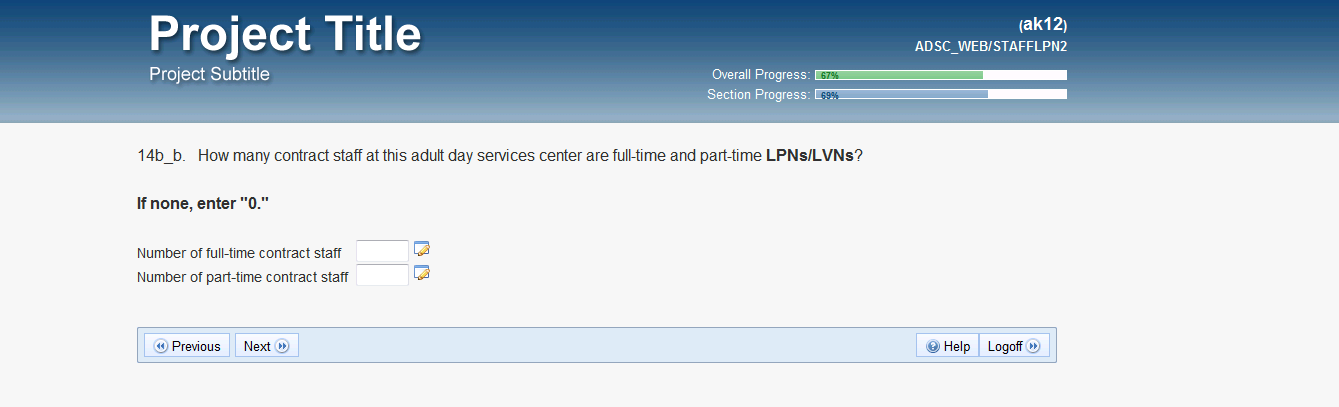 Project Title
Project Subtitle
(ak12)
ADSC_WEB/STAFFLPN2
Overall Progress: 67%
Section Progress: 69%
14b_b. How many contract staff at this adult day services center are full-time and part-time LPNs/LVNs?
If none, enter "0."
Number of full-time contract staff
Number of part-time contract staff
Previous Next Help Logoff